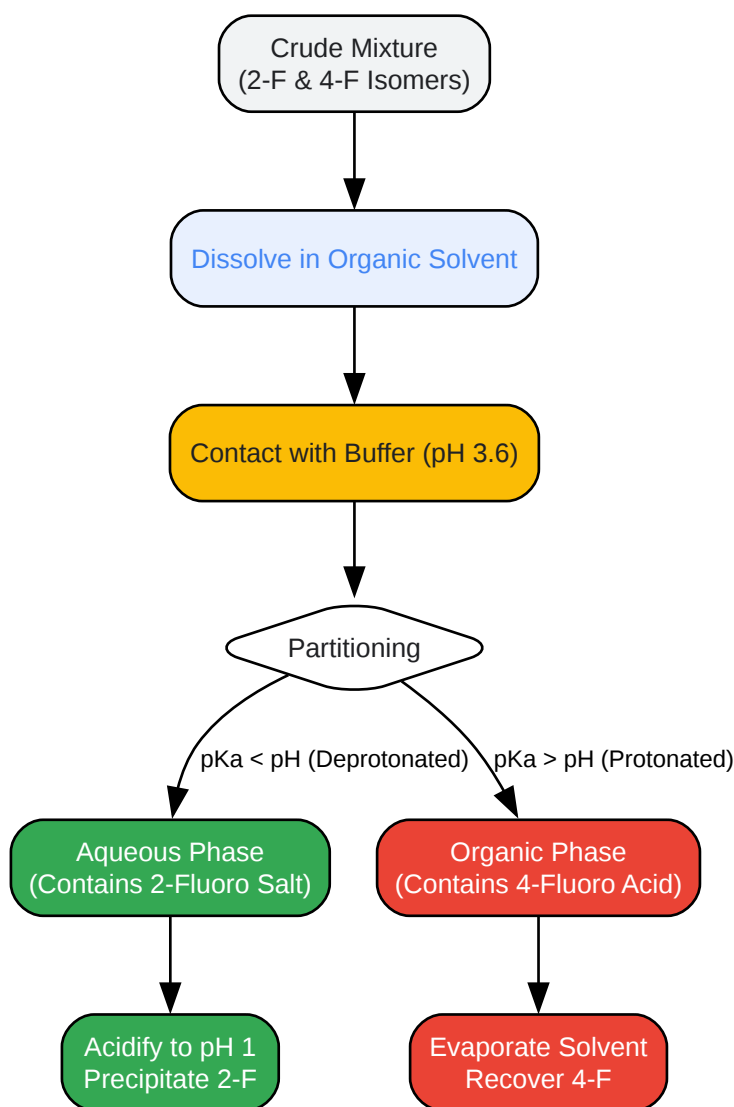 Crude Mixture
(2-F & 4-F Isomers)
Dissolve in Organic Solvent
Contact with Buffer (pH 3.6)
Partitioning
pKa < pH (Deprotonated)
pKa > pH (Protonated)
Aqueous Phase
(Contains 2-Fluoro Salt)
Organic Phase
(Contains 4-Fluoro Acid)
Acidify to pH 1
Precipitate 2-F
Evaporate Solvent
Recover 4-F